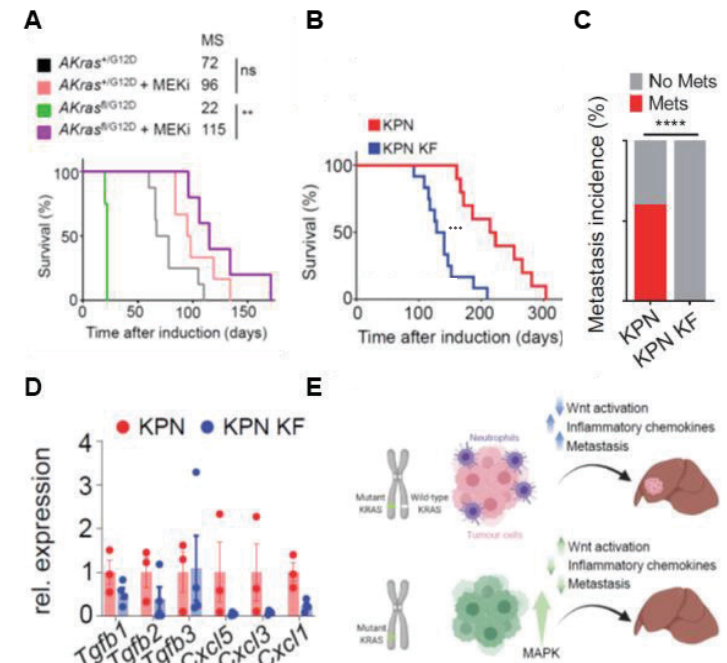 A
MS
AKras+/G12D 72
AKras+/G12D + MEKi 96
ns
AKrasfl/G12D 22
AKrasfl/G12D + MEKi 115
**
Survival (%)
100
50
0
0 50 100 150
Time after induction (days)
B
KPN
KPN KF
Survival (%)
100
50
0
***
0 100 200 300
Time after induction (days)
C
No Mets
Mets
****
Metastasis incidence (%)
KPN
KPN KF
D
KPN KPN KF
rel. expression
4
3
2
1
0
Tgfb1 Tgfb2 Tgfb3 Cxcl5 Cxcl3 Cxcl1
E
Neutrophils
Mutant KRAS
Wild-type KRAS
Tumour cells
Wnt activation
Inflammatory chemokines
Metastasis
Mutant KRAS
MAPK
Wnt activation
Inflammatory chemokines
Metastasis